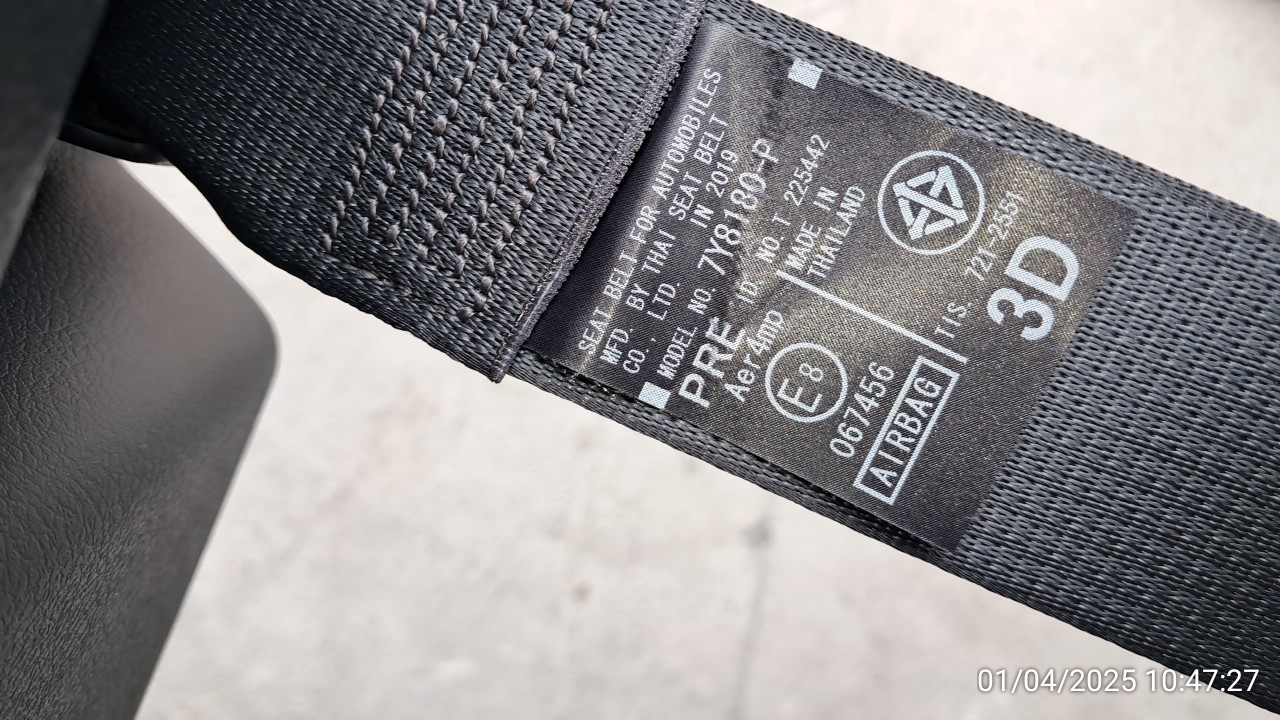 SEAT BELT FOR AUTOMOBILES
MFD. BY THAI SEAT BELT
CO., LTD. IN 2019
MODEL NO. 7Y8180-P
PRE ID NO. T 225442
Aer4mp
MADE IN
THAILAND
E8
067456
AIRBAG
TIS. 721-2551
3D
01/04/2025 10:47:27